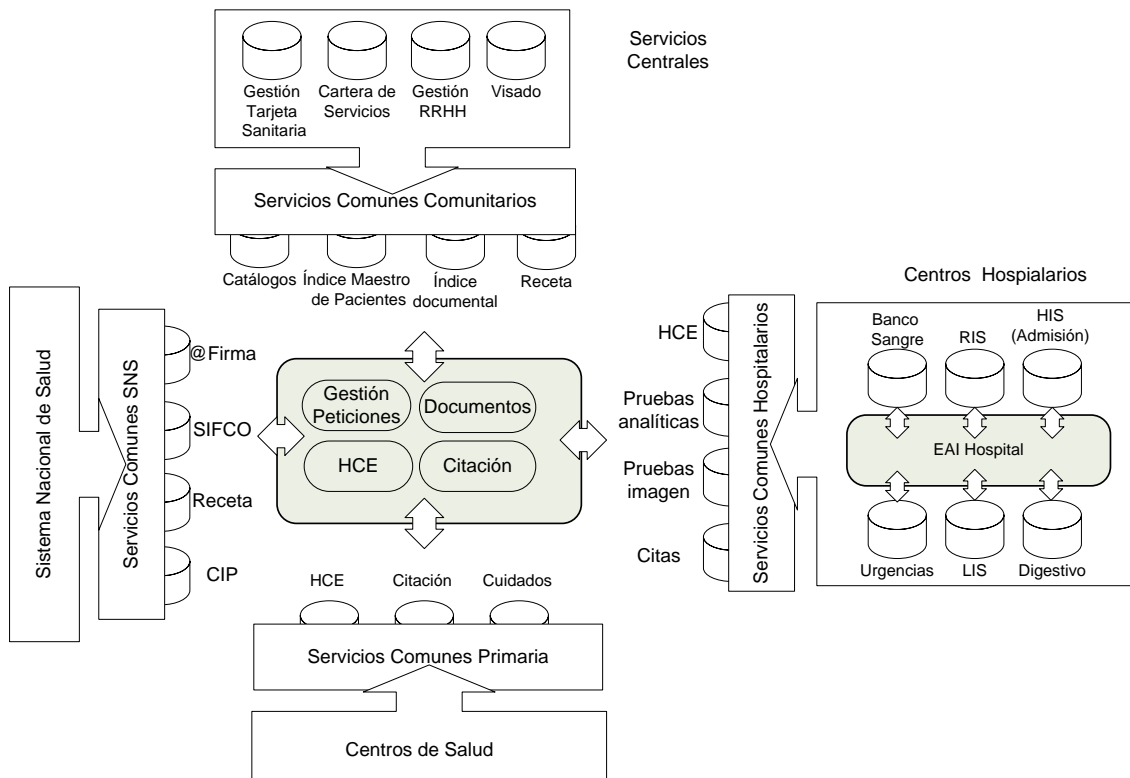 Servicios
Centrales
Gestión
Tarjeta
Sanitaria
Cartera de
Servicios
Gestión
RRHH
Visado
Servicios Comunes Comunitarios
Catálogos
Índice Maestro
de Pacientes
Índice
documental
Receta
Sistema Nacional de Salud
Servicios Comunes SNS
@Firma
SIFCO
Receta
CIP
Gestión
Peticiones
Documentos
HCE
Citación
HCE
Pruebas
analíticas
Pruebas
imagen
Citas
Servicios Comunes Hospitalarios
Centros Hospialarios
Banco
Sangre
RIS
HIS
(Admisión)
EAI Hospital
Urgencias
LIS
Digestivo
HCE
Citación
Cuidados
Servicios Comunes Primaria
Centros de Salud